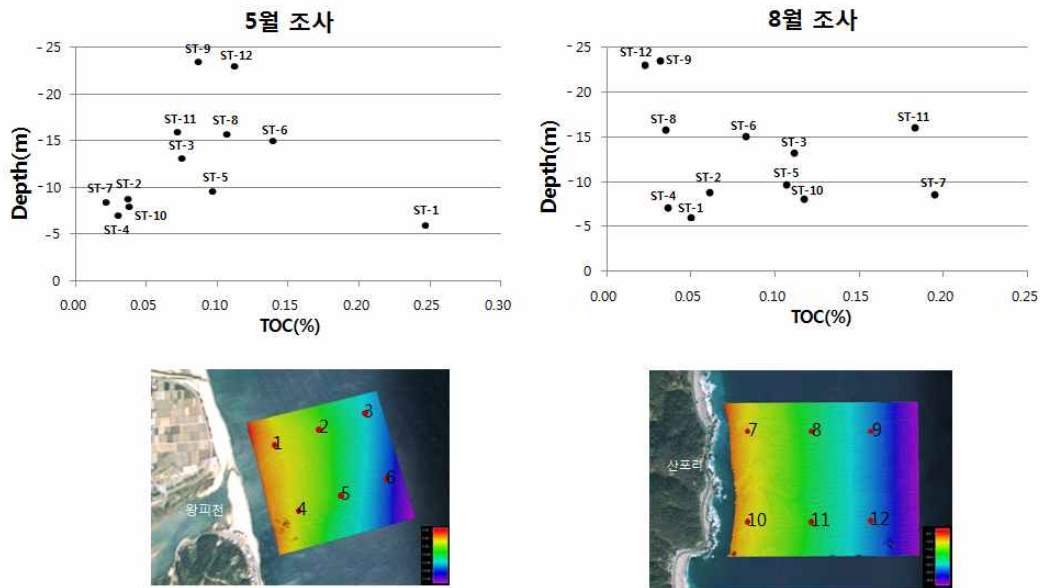 5월 조사
-25
-20
-15
-10
-5
0
Depth(m)
ST-9
ST-12
ST-11
ST-8
ST-6
ST-3
ST-7
ST-2
ST-5
ST-10
ST-4
ST-1
0.00 0.05 0.10 0.15 0.20 0.25 0.30
TOC(%)
8월 조사
-25
-20
-15
-10
-5
0
Depth(m)
ST-12
ST-9
ST-8
ST-6
ST-11
ST-3
ST-2
ST-5
ST-7
ST-4
ST-10
ST-1
0.00 0.05 0.10 0.15 0.20 0.25
TOC(%)
3
2
1
6
5
4
왕피천
7 8 9
산포리
10 11 12